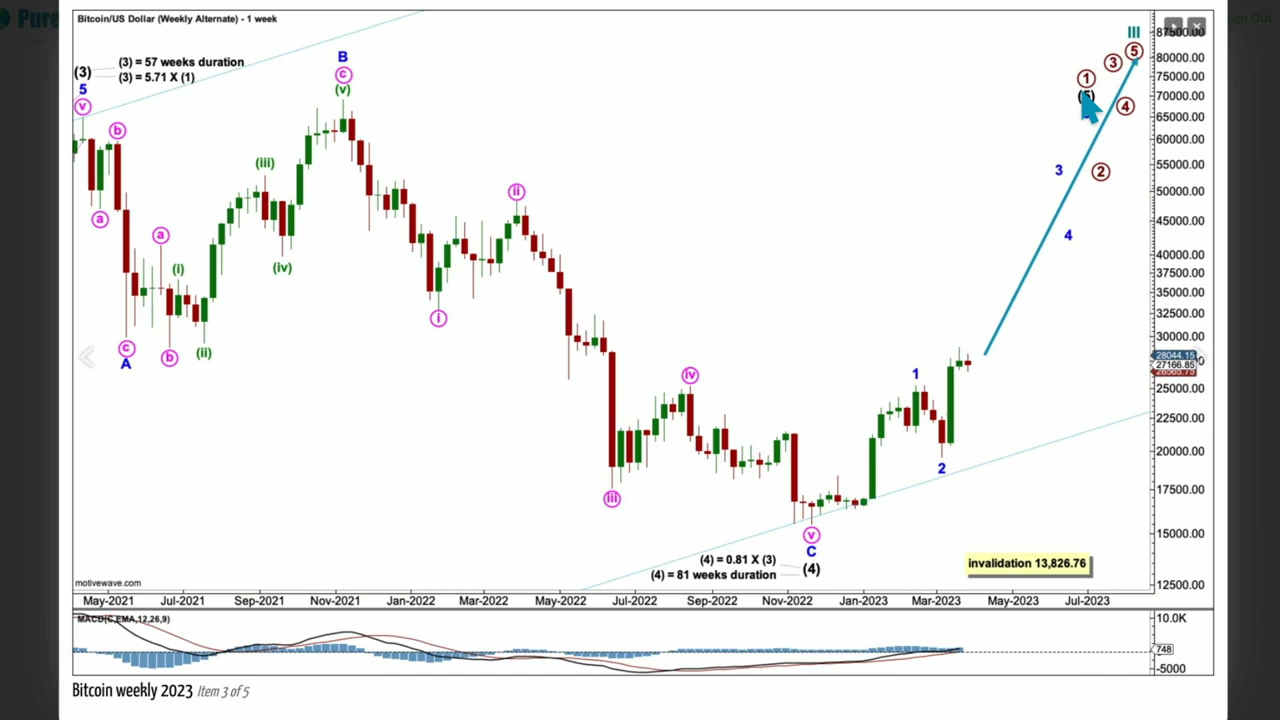 Pure
Sign Out
Bitcoin/US Dollar (Weekly Alternate) - 1 week
III
87500.00
80000.00
75000.00
70000.00
65000.00
60000.00
55000.00
50000.00
45000.00
40000.00
37500.00
35000.00
32500.00
30000.00
28044.15
27166.85
25000.00
22500.00
20000.00
17500.00
15000.00
12500.00
(3)
(3) = 57 weeks duration
(3) = 5.71 X (1)
5
v
b
a
c
A
a
b
(i)
(ii)
(iii)
(iv)
B
c
(v)
i
ii
iii
iv
v
C
(4)
(4) = 0.81 X (3)
(4) = 81 weeks duration
1
2
3
4
1
(5)
2
3
4
5
invalidation 13,826.76
motivewave.com
May-2021
Jul-2021
Sep-2021
Nov-2021
Jan-2022
Mar-2022
May-2022
Jul-2022
Sep-2022
Nov-2022
Jan-2023
Mar-2023
May-2023
Jul-2023
MACD(C,EMA,12,26,9)
10.0K
748
-5000
Bitcoin weekly 2023 Item 3 of 5